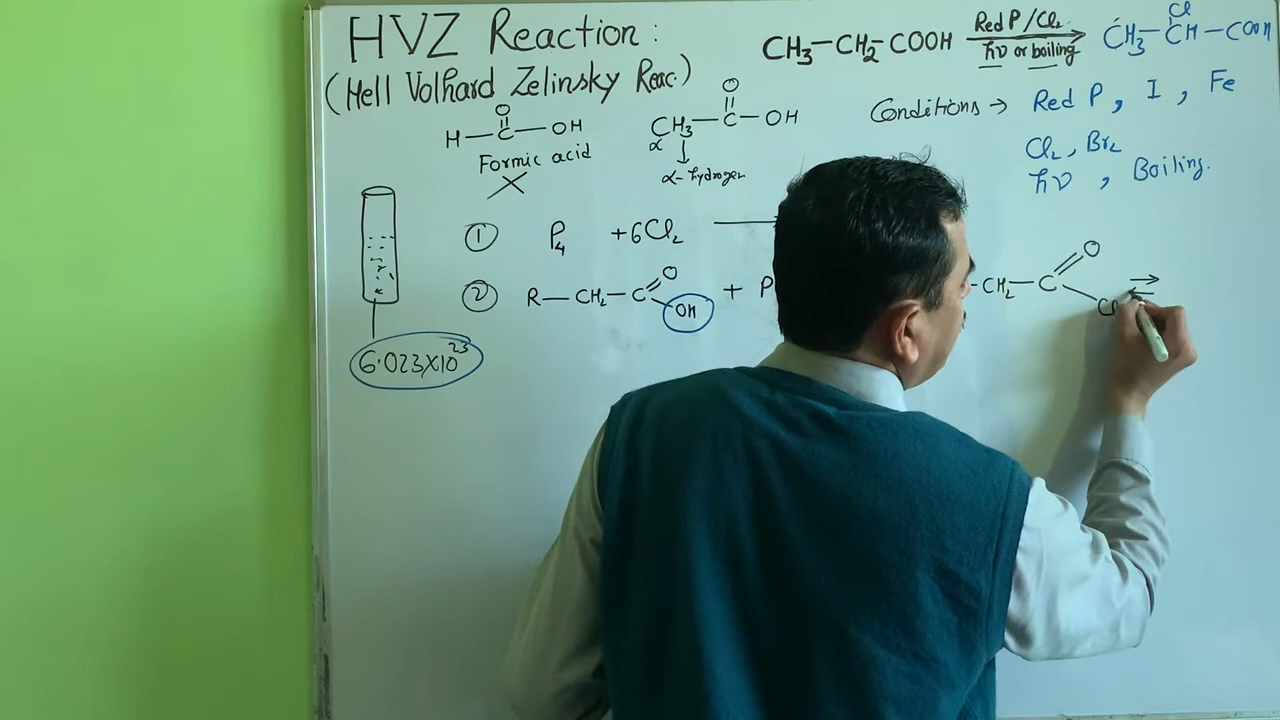 HVZ Reaction :
(Hell Volhard Zelinsky Reac.)
CH3—CH2—COOH Red P / Cl2 hν or boiling → CH3—CH—COOH
Cl
Conditions → Red P , I , Fe
Cl2 , Br2
hν , Boiling.
H—C—OH
O
Formic acid
X
CH3—C—OH
O
α
α-hydrogen
① P4 +6Cl2
② R—CH2—C O OH + P
—CH2—C O Cl ⇌
6.023X10^23